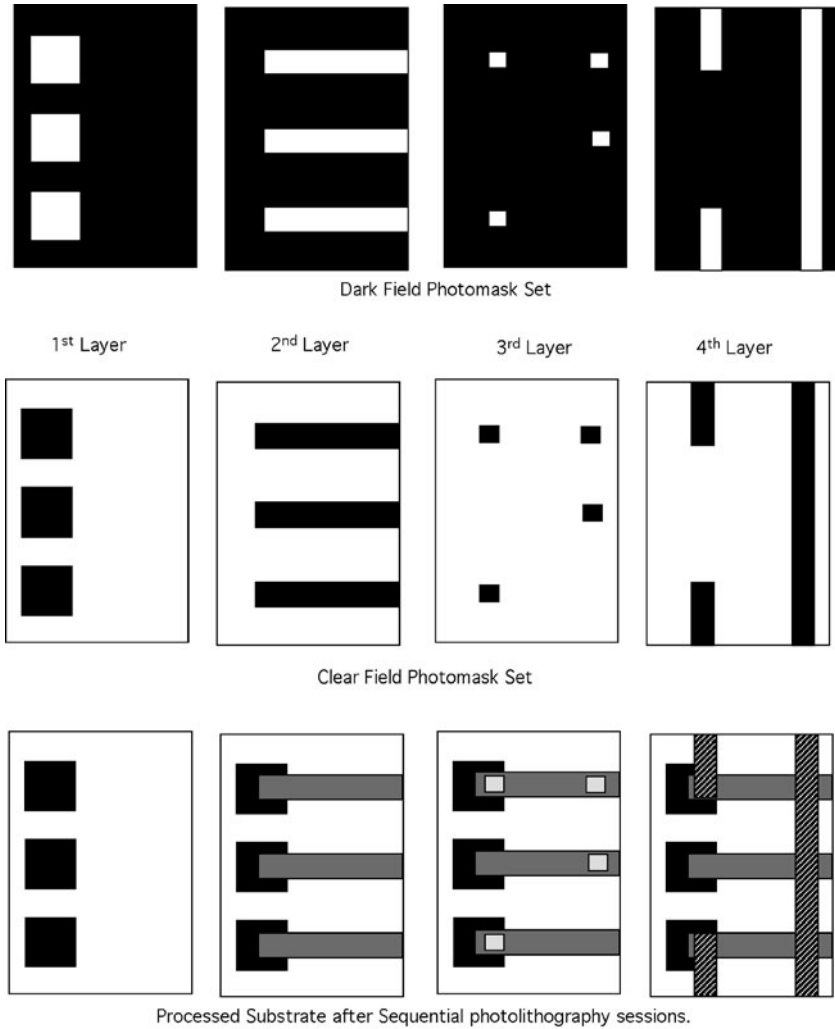 Dark Field Photomask Set
1st Layer 2nd Layer 3rd Layer 4th Layer
Clear Field Photomask Set
Processed Substrate after Sequential photolithography sessions.